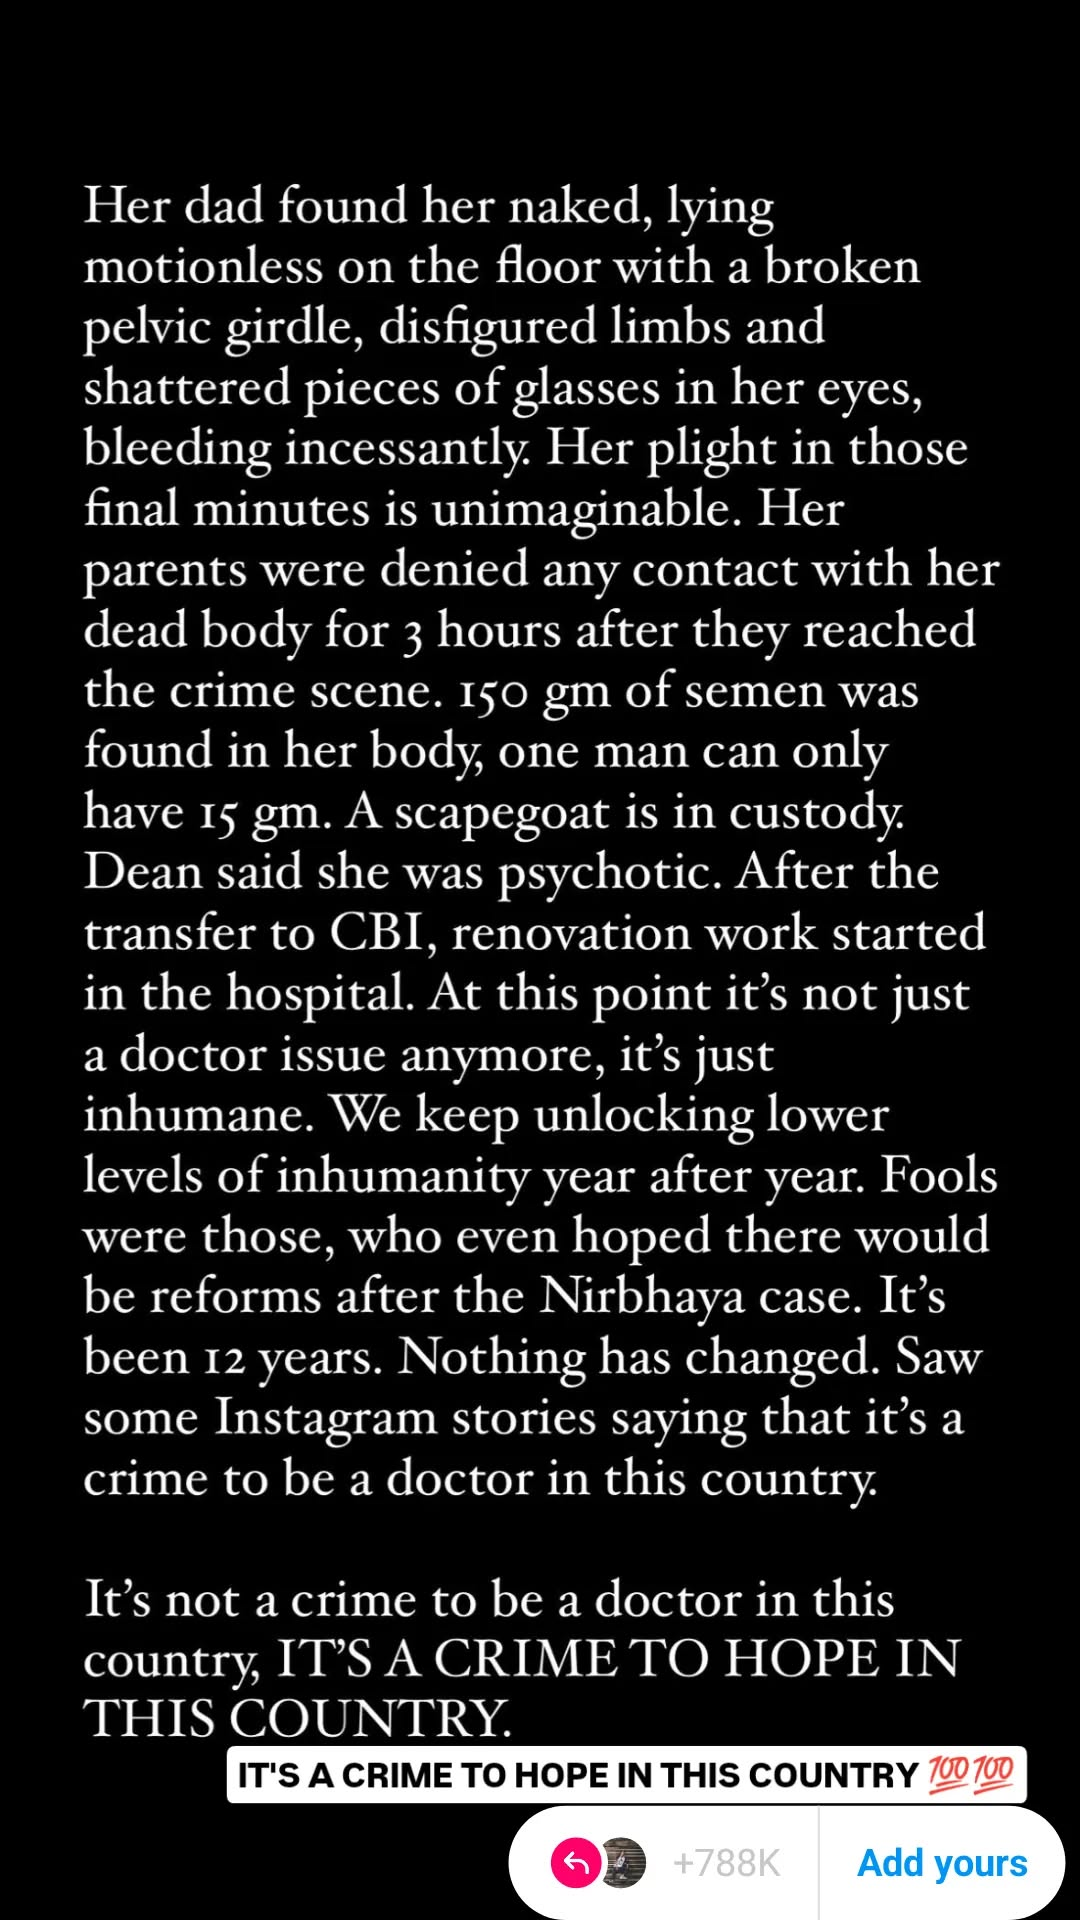 Her dad found her naked, lying
motionless on the floor with a broken
pelvic girdle, disfigured limbs and
shattered pieces of glasses in her eyes,
bleeding incessantly. Her plight in those
final minutes is unimaginable. Her
parents were denied any contact with her
dead body for 3 hours after they reached
the crime scene. 150 gm of semen was
found in her body, one man can only
have 15 gm. A scapegoat is in custody.
Dean said she was psychotic. After the
transfer to CBI, renovation work started
in the hospital. At this point it’s not just
a doctor issue anymore, it’s just
inhumane. We keep unlocking lower
levels of inhumanity year after year. Fools
were those, who even hoped there would
be reforms after the Nirbhaya case. It’s
been 12 years. Nothing has changed. Saw
some Instagram stories saying that it’s a
crime to be a doctor in this country.
It’s not a crime to be a doctor in this
country, IT’S A CRIME TO HOPE IN
THIS COUNTRY.
IT'S A CRIME TO HOPE IN THIS COUNTRY 💯💯
+788K Add yours